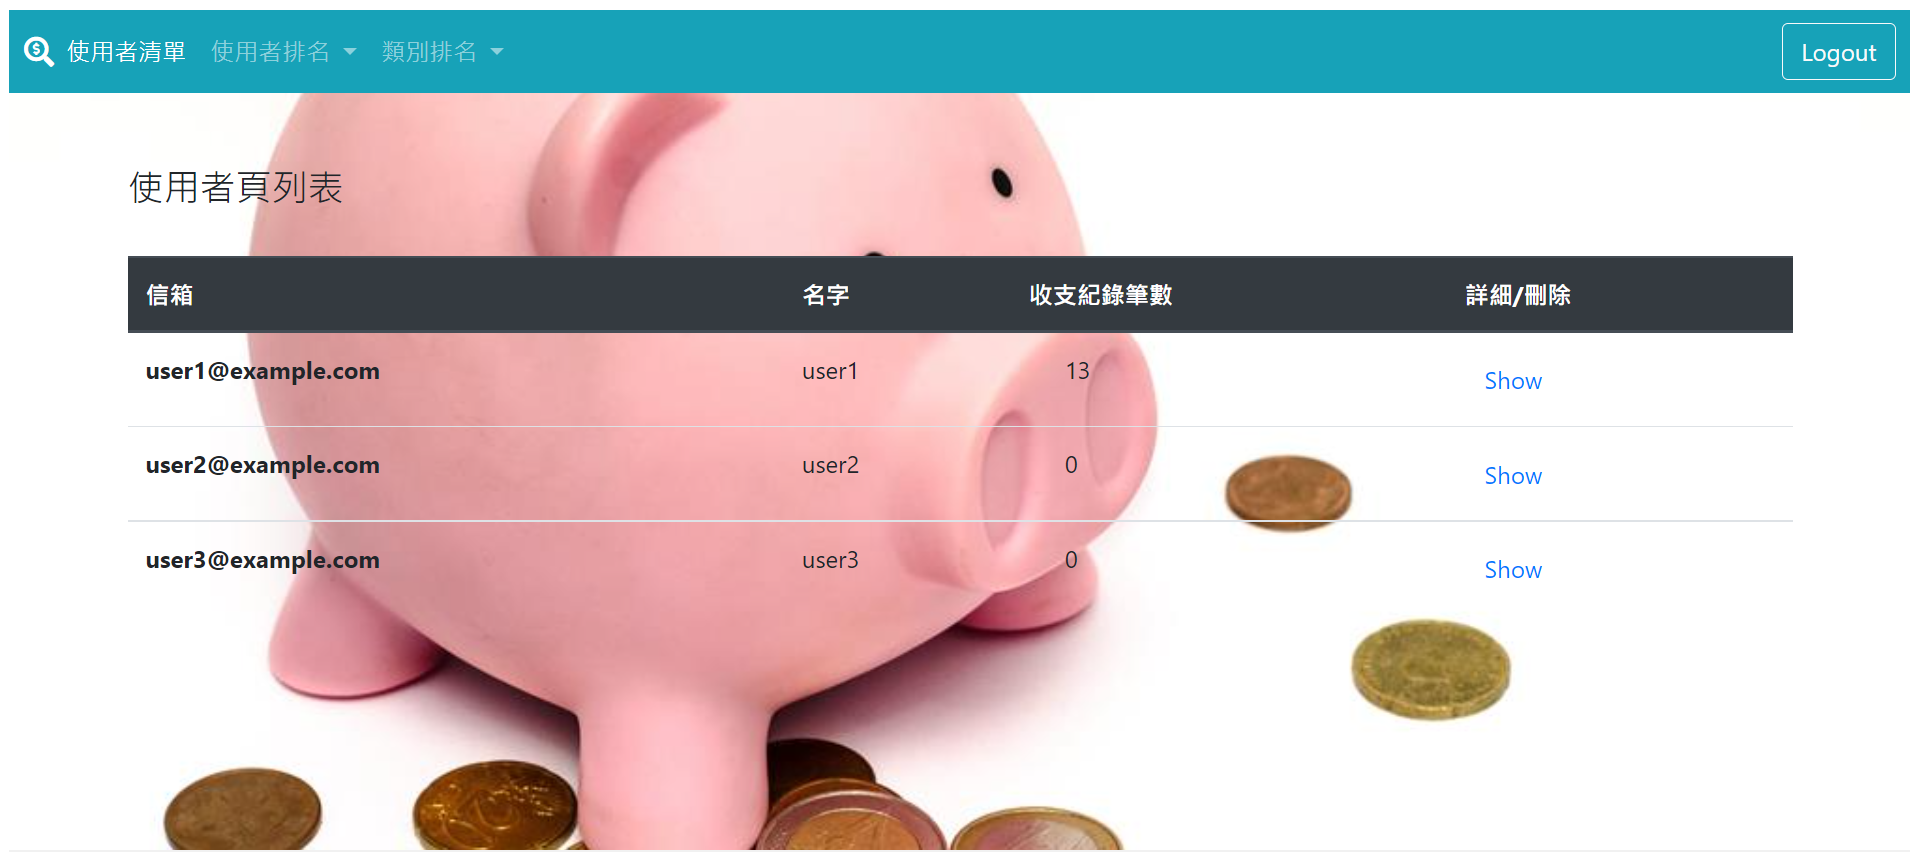 使用者清單 使用者排名 類別排名 Logout
使用者頁列表
信箱 名字 收支紀錄筆數 詳細/刪除
user1@example.com user1 13 Show
user2@example.com user2 0 Show
user3@example.com user3 0 Show